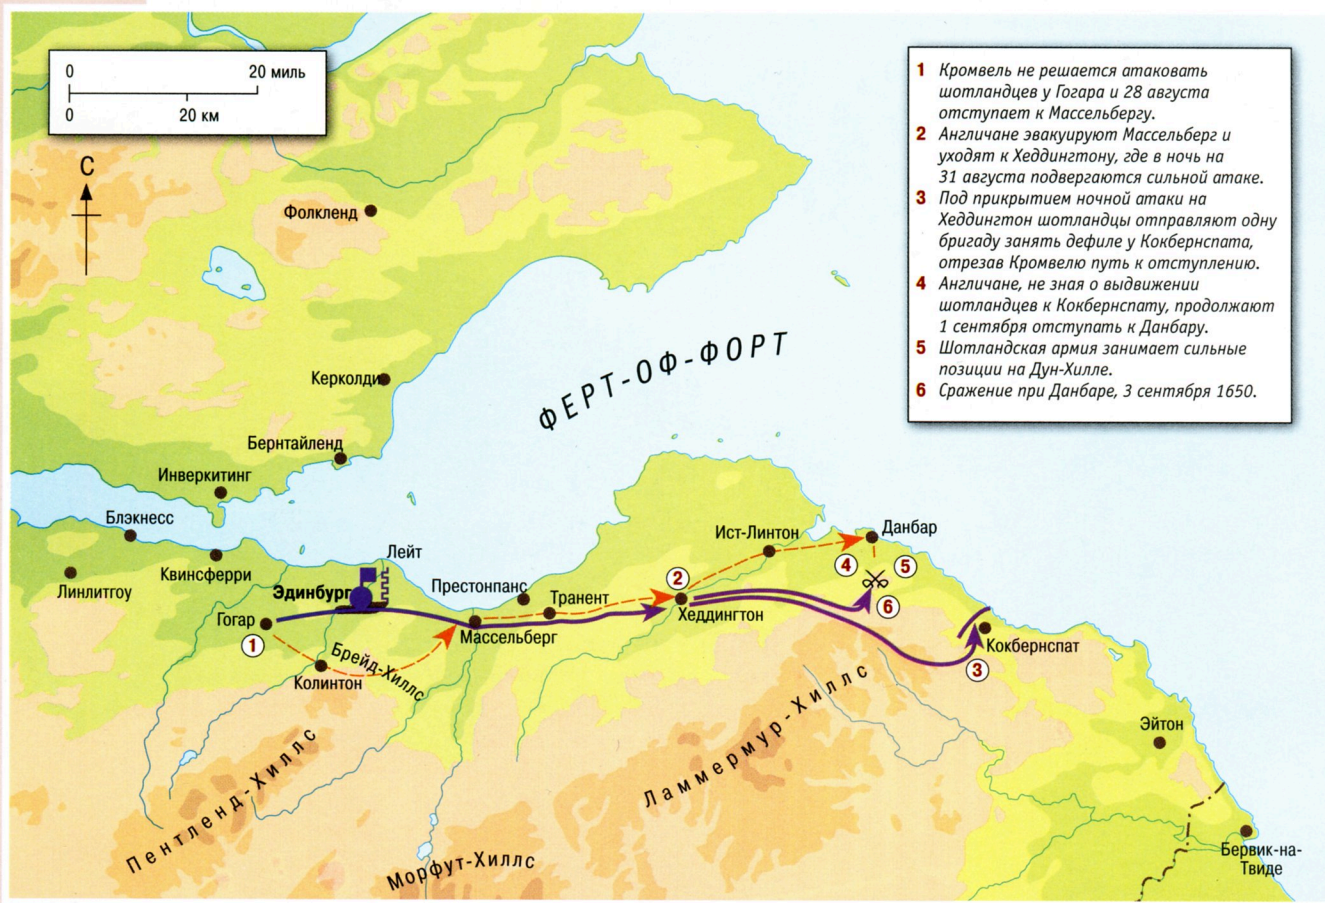 0 20 миль
0 20 км
С
1 Кромвель не решается атаковать
шотландцев у Гогара и 28 августа
отступает к Массельбергу.
2 Англичане эвакуируют Массельберг и
уходят к Хеддингтону, где в ночь на
31 августа подвергаются сильной атаке.
3 Под прикрытием ночной атаки на
Хеддингтон шотландцы отправляют одну
бригаду занять дефиле у Кокбернспата,
отрезав Кромвелю путь к отступлению.
4 Англичане, не зная о выдвижении
шотландцев к Кокбернспату, продолжают
1 сентября отступать к Данбару.
5 Шотландская армия занимает сильные
позиции на Дун-Хилле.
6 Сражение при Данбаре, 3 сентября 1650.
Фолкленд
ФЕРТ-ОФ-ФОРТ
Керколди
Бернтайленд
Инверкитинг
Блэкнесс
Линлитгоу
Квинсферри
Лейт
Эдинбург
Гогар
1
Колинтон
Брейд-Хиллс
Престонпанс
Транент
Массельберг
2
Хеддингтон
Ист-Линтон
Данбар
4
5
6
Кокбернспат
3
Эйтон
Бервик-на-
Твиде
Пентленд-Хиллс
Морфут-Хиллс
Ламмермур-Хиллс